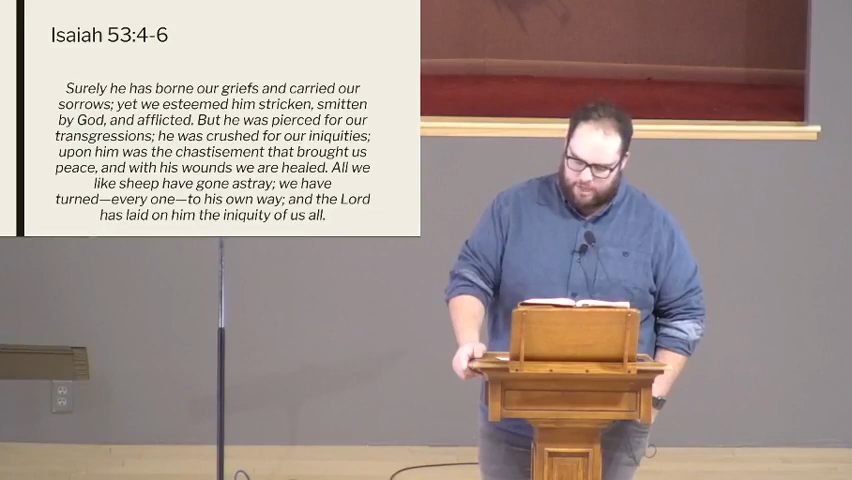 Isaiah 53:4-6
Surely he has borne our griefs and carried our
sorrows; yet we esteemed him stricken, smitten
by God, and afflicted. But he was pierced for our
transgressions; he was crushed for our iniquities;
upon him was the chastisement that brought us
peace, and with his wounds we are healed. All we
like sheep have gone astray; we have
turned—every one—to his own way; and the Lord
has laid on him the iniquity of us all.